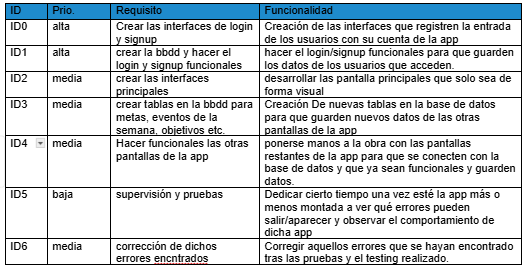 ID Prio. Requisito Funcionalidad
ID0 alta Crear las interfaces de login Creación de las interfaces que registren la entrada
y signup de los usuarios con su cuenta de la app
ID1 alta crear la bbdd y hacer el hacer el login/signup funcionales para que guarden
login y signup funcionales los datos de los usuarios que acceden.
ID2 media crear las interfaces desarrollar las pantalla principales que solo sea de
principales forma visual
ID3 media crear tablas en la bbdd para Creación De nuevas tablas en la base de datos
metas, eventos de la para que guarden nuevos datos de las otras
semana, objetivos etc. pantallas de la app
ID4 media Hacer funcionales las otras ponerse manos a la obra con las pantallas
pantallas de la app restantes de la app para que se conecten con la
base de datos y que ya sean funcionales y guarden
datos.
ID5 baja supervisión y pruebas Dedicar cierto tiempo una vez esté la app más o
menos montada a ver qué errores pueden
salir/aparecer y observar el comportamiento de
dicha app
ID6 media corrección de dichos Corregir aquellos errores que se hayan encontrado
errores encntrados tras las pruebas y el testing realizado.